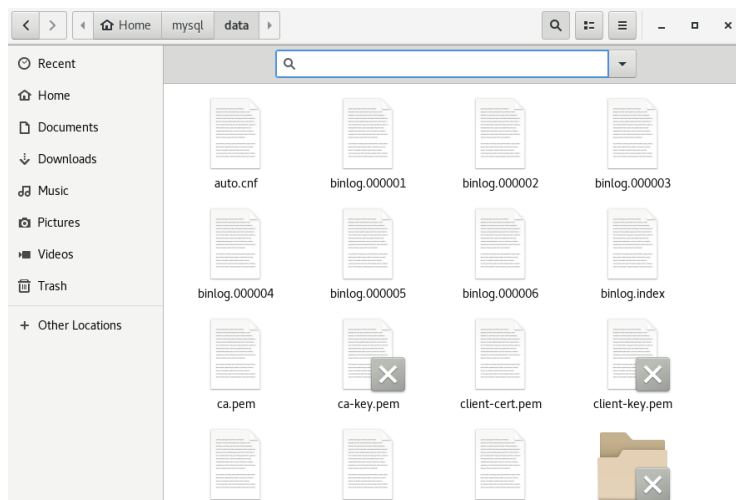 Home mysql data
Recent
Home
Documents
Downloads
Music
Pictures
Videos
Trash
+ Other Locations
auto.cnf binlog.000001 binlog.000002 binlog.000003
binlog.000004 binlog.000005 binlog.000006 binlog.index
ca.pem ca-key.pem client-cert.pem client-key.pem